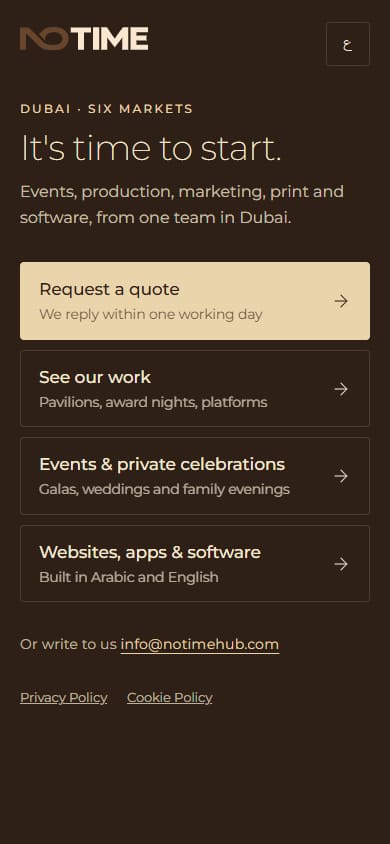 NOTIME
ع
DUBAI · SIX MARKETS
It's time to start.
Events, production, marketing, print and
software, from one team in Dubai.
Request a quote
We reply within one working day
See our work
Pavilions, award nights, platforms
Events & private celebrations
Galas, weddings and family evenings
Websites, apps & software
Built in Arabic and English
Or write to us info@notimehub.com
Privacy Policy Cookie Policy